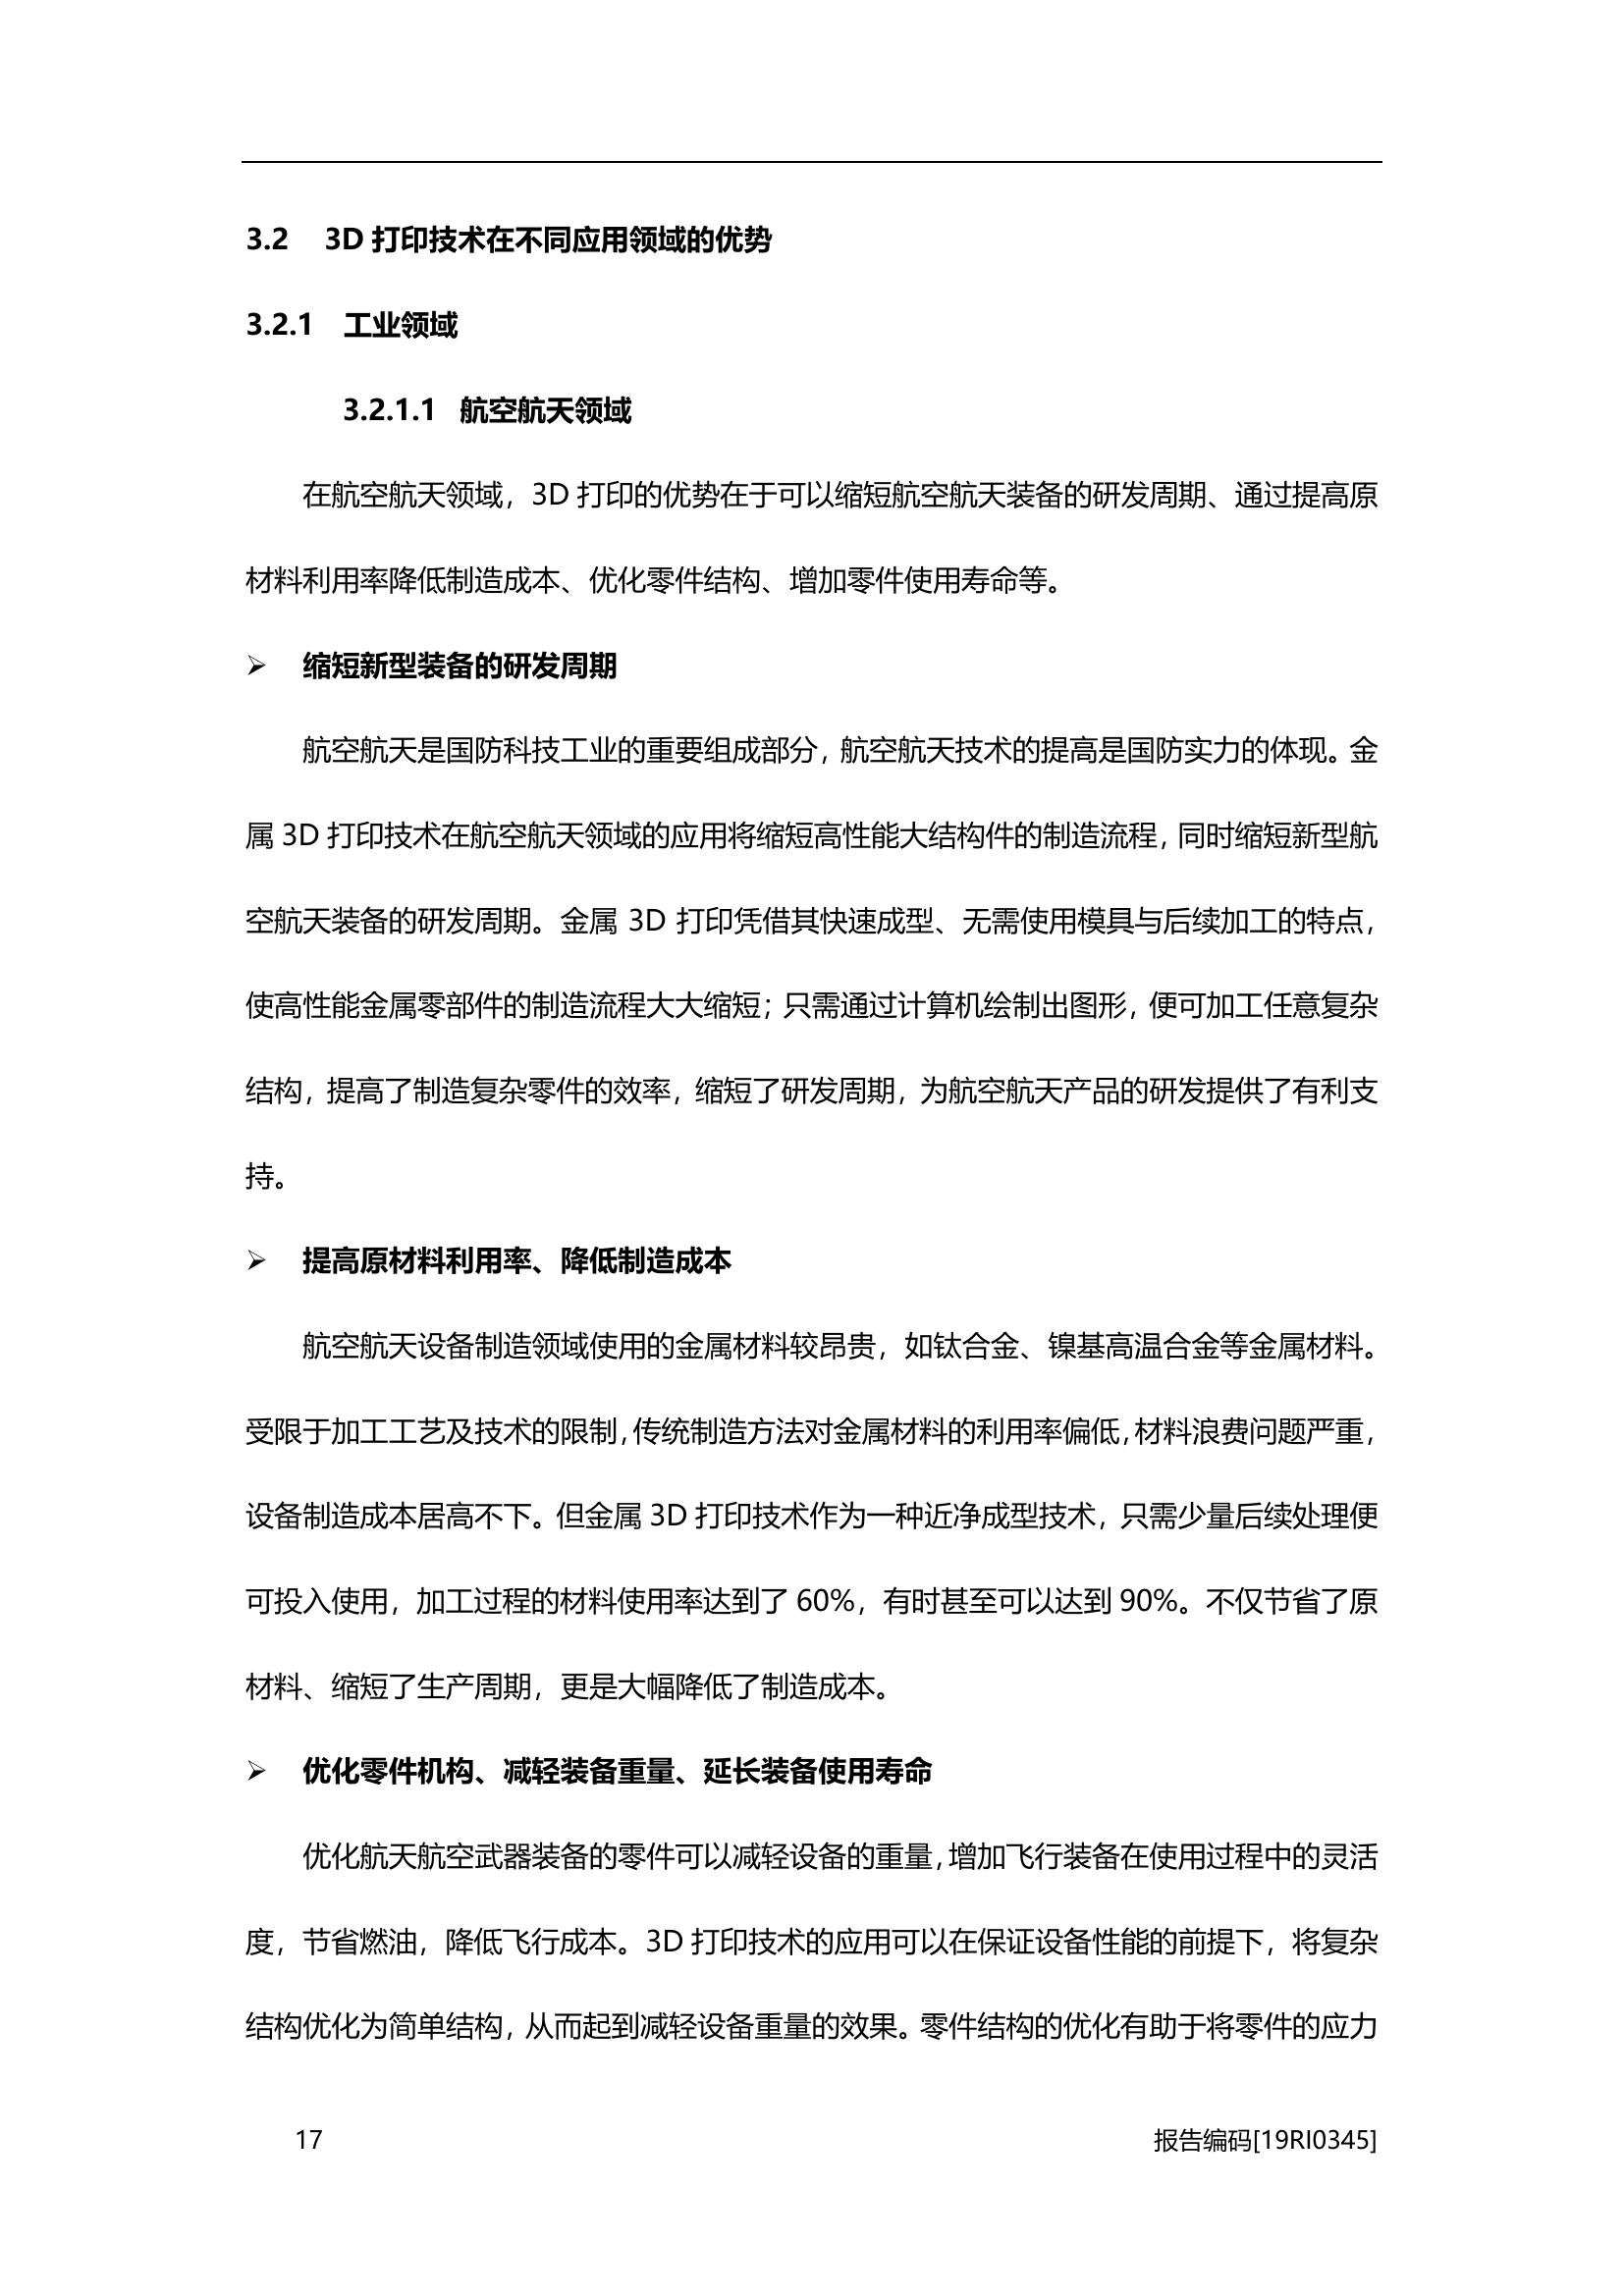 3.2 3D 打印技术在不同应用领域的优势
3.2.1 工业领域
3.2.1.1 航空航天领域
在航空航天领域，3D 打印的优势在于可以缩短航空航天装备的研发周期、通过提高原
材料利用率降低制造成本、优化零件结构、增加零件使用寿命等。
➢ 缩短新型装备的研发周期
航空航天是国防科技工业的重要组成部分，航空航天技术的提高是国防实力的体现。金
属 3D 打印技术在航空航天领域的应用将缩短高性能大结构件的制造流程，同时缩短新型航
空航天装备的研发周期。金属 3D 打印凭借其快速成型、无需使用模具与后续加工的特点，
使高性能金属零部件的制造流程大大缩短；只需通过计算机绘制出图形，便可加工任意复杂
结构，提高了制造复杂零件的效率，缩短了研发周期，为航空航天产品的研发提供了有利支
持。
➢ 提高原材料利用率、降低制造成本
航空航天设备制造领域使用的金属材料较昂贵，如钛合金、镍基高温合金等金属材料。
受限于加工工艺及技术的限制，传统制造方法对金属材料的利用率偏低，材料浪费问题严重，
设备制造成本居高不下。但金属 3D 打印技术作为一种近净成型技术，只需少量后续处理便
可投入使用，加工过程的材料使用率达到了 60%，有时甚至可以达到 90%。不仅节省了原
材料、缩短了生产周期，更是大幅降低了制造成本。
➢ 优化零件机构、减轻装备重量、延长装备使用寿命
优化航天航空武器装备的零件可以减轻设备的重量，增加飞行装备在使用过程中的灵活
度，节省燃油，降低飞行成本。3D 打印技术的应用可以在保证设备性能的前提下，将复杂
结构优化为简单结构，从而起到减轻设备重量的效果。零件结构的优化有助于将零件的应力
17 报告编码[19RI0345]